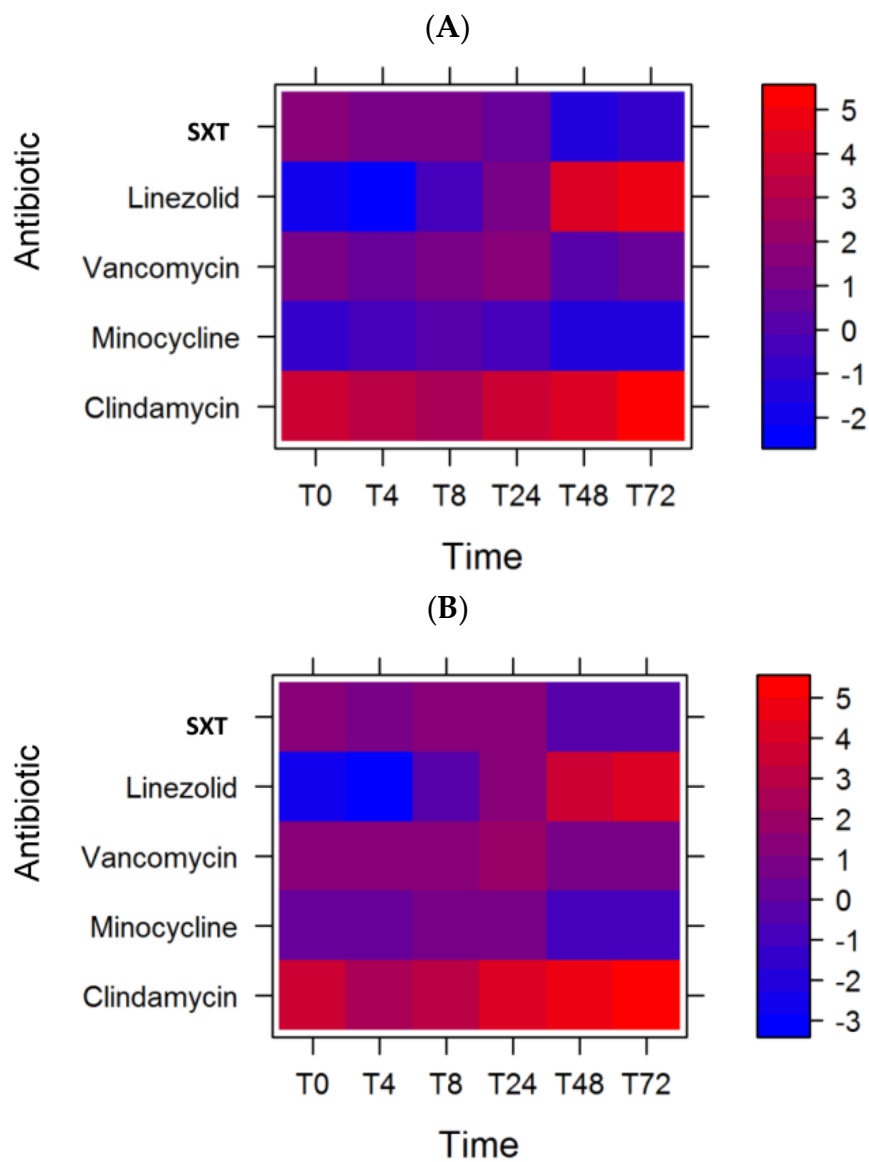 (A)
Antibiotic
SXT
Linezolid
Vancomycin
Minocycline
Clindamycin
T0 T4 T8 T24 T48 T72
Time
5
4
3
2
1
0
-1
-2
(B)
Antibiotic
SXT
Linezolid
Vancomycin
Minocycline
Clindamycin
T0 T4 T8 T24 T48 T72
Time
5
4
3
2
1
0
-1
-2
-3